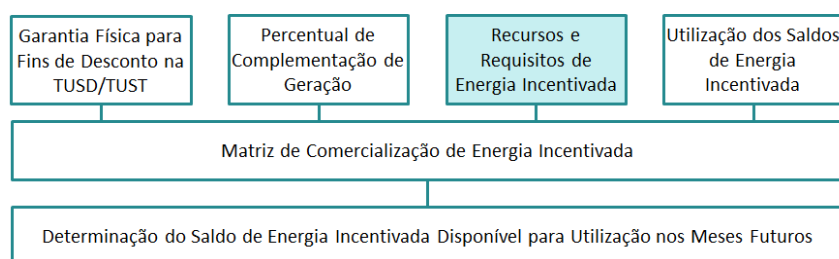 Garantia Física para
Fins de Desconto na
TUSD/TUST
Percentual de
Complementação de
Geração
Recursos e
Requisitos de
Energia Incentivada
Utilização dos Saldos
de Energia
Incentivada
Matriz de Comercialização de Energia Incentivada
Determinação do Saldo de Energia Incentivada Disponível para Utilização nos Meses Futuros